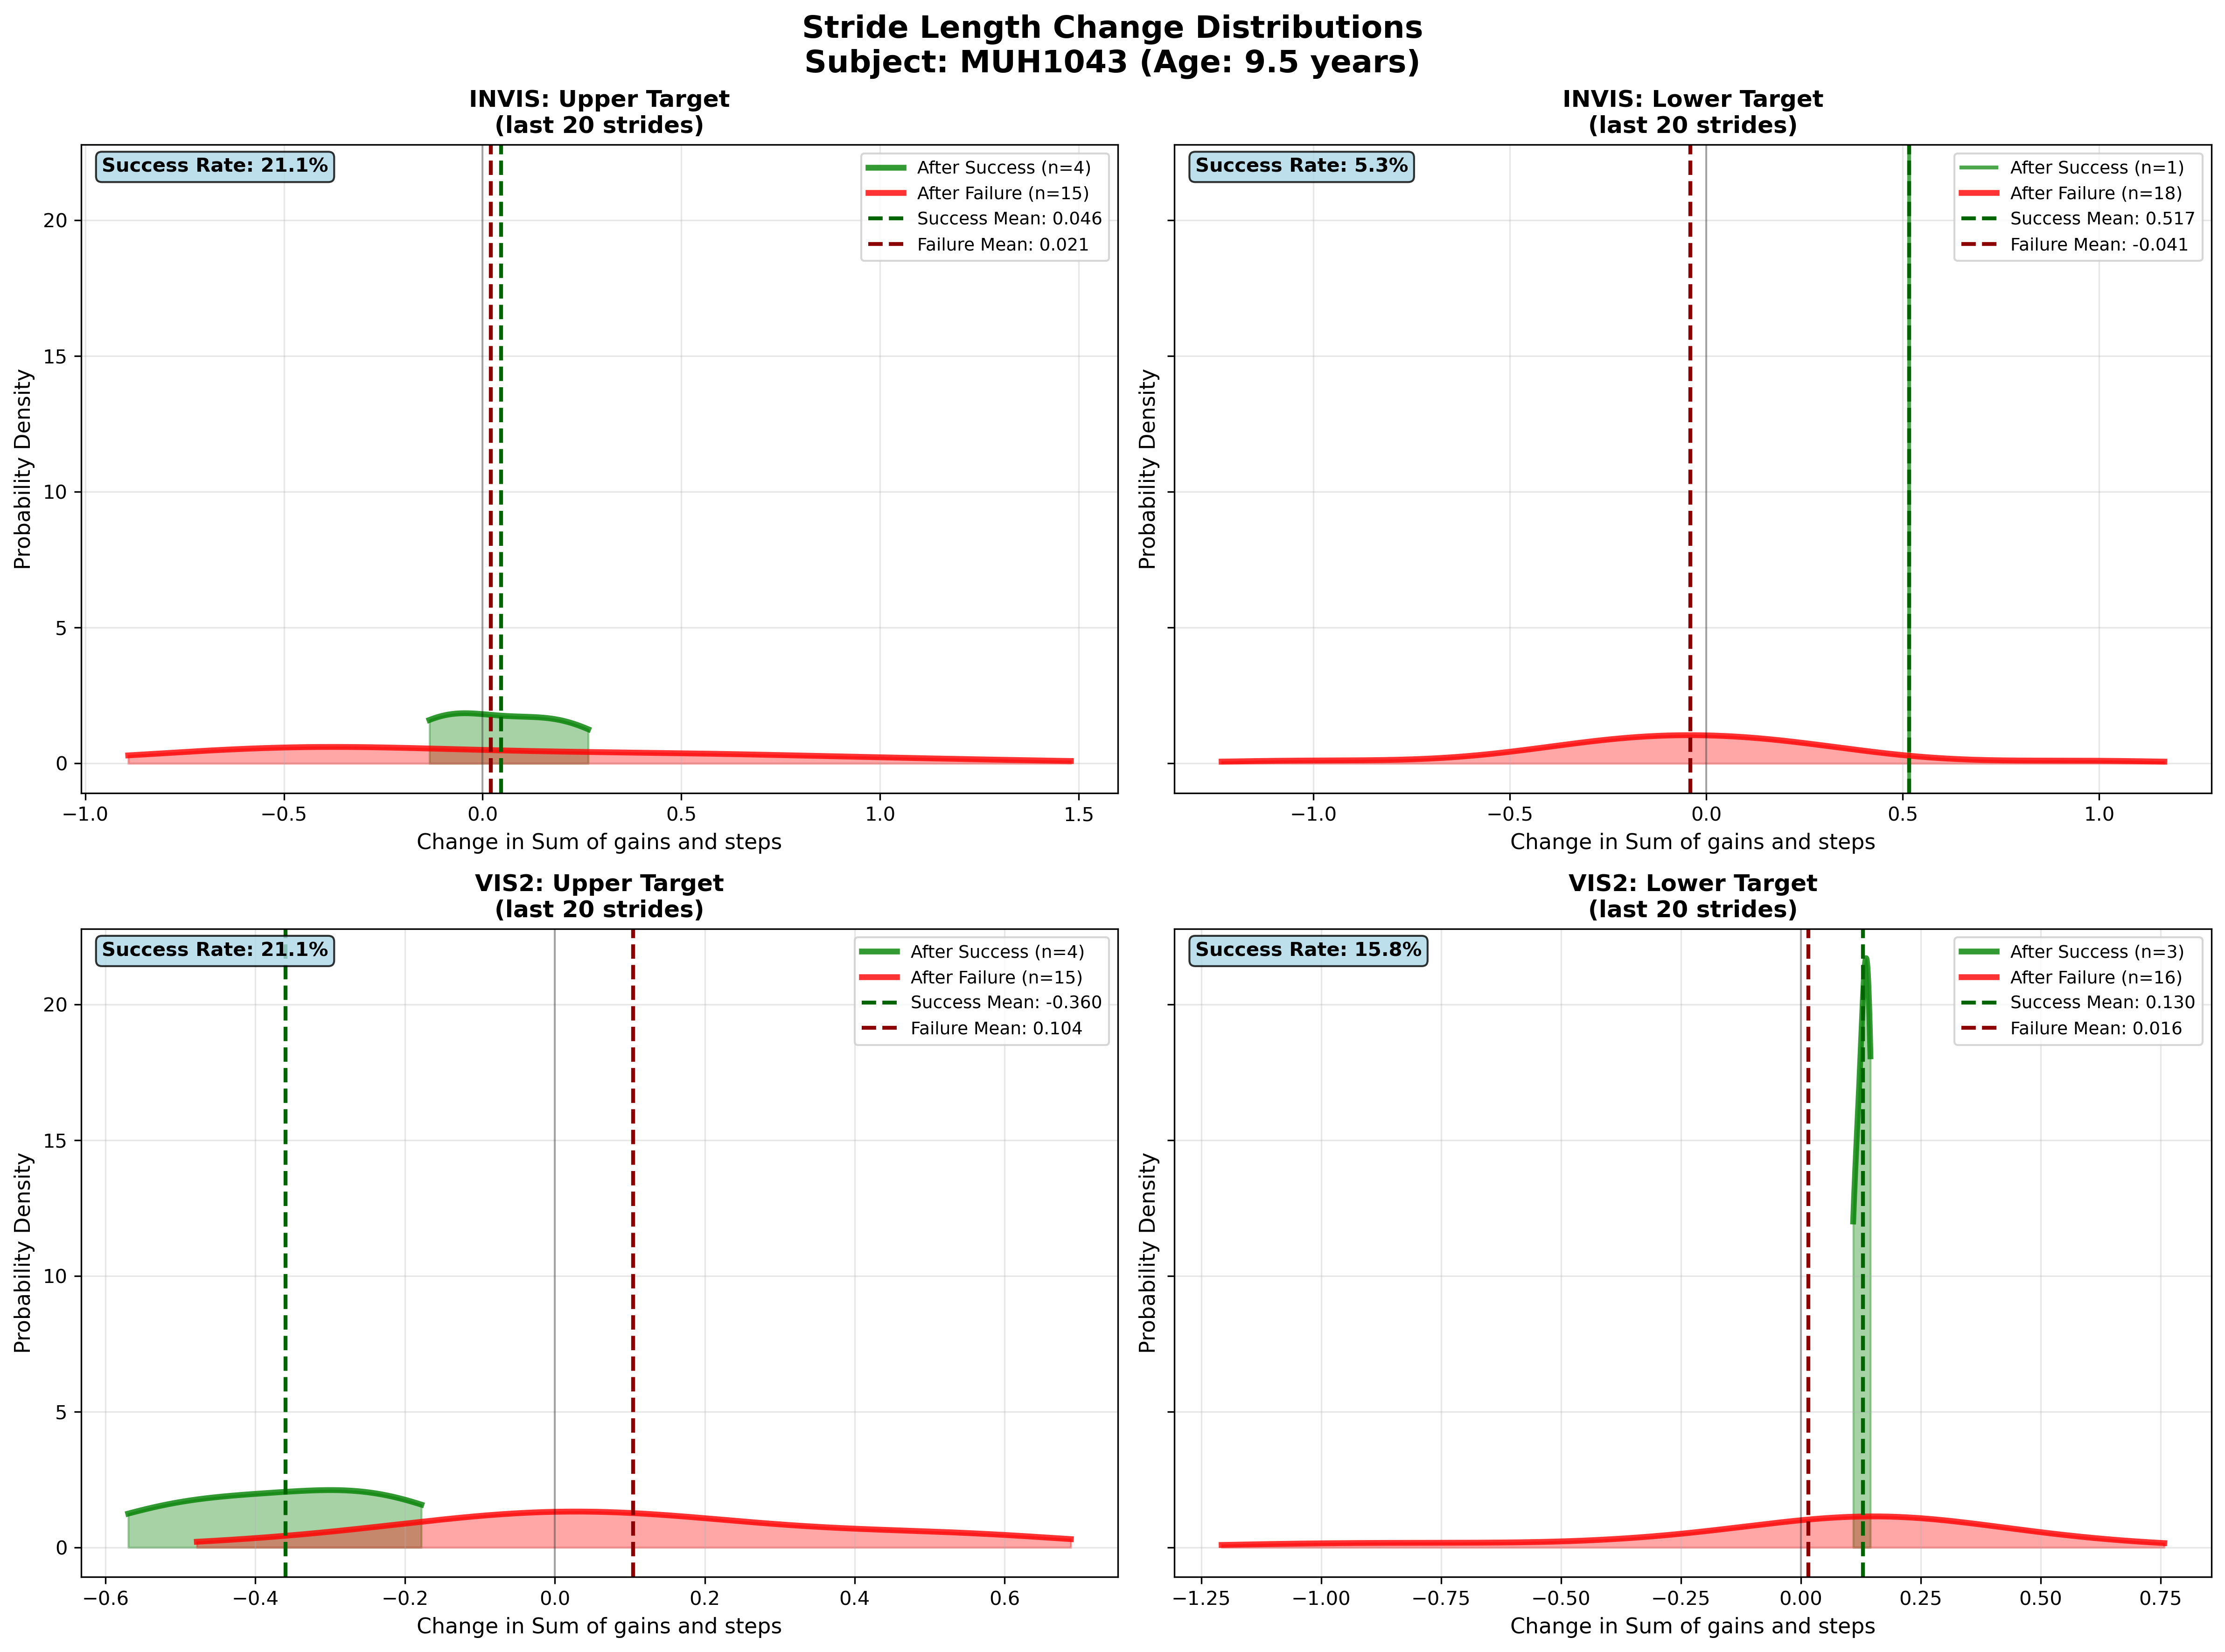 Stride Length Change Distributions
Subject: MUH1043 (Age: 9.5 years)
INVIS: Upper Target
(last 20 strides)
Success Rate: 21.1%
After Success (n=4)
After Failure (n=15)
Success Mean: 0.046
Failure Mean: 0.021
Probability Density
20
15
10
5
0
−1.0 −0.5 0.0 0.5 1.0 1.5
Change in Sum of gains and steps
INVIS: Lower Target
(last 20 strides)
Success Rate: 5.3%
After Success (n=1)
After Failure (n=18)
Success Mean: 0.517
Failure Mean: -0.041
Probability Density
−1.0 −0.5 0.0 0.5 1.0
Change in Sum of gains and steps
VIS2: Upper Target
(last 20 strides)
Success Rate: 21.1%
After Success (n=4)
After Failure (n=15)
Success Mean: -0.360
Failure Mean: 0.104
Probability Density
20
15
10
5
0
−0.6 −0.4 −0.2 0.0 0.2 0.4 0.6
Change in Sum of gains and steps
VIS2: Lower Target
(last 20 strides)
Success Rate: 15.8%
After Success (n=3)
After Failure (n=16)
Success Mean: 0.130
Failure Mean: 0.016
Probability Density
−1.25 −1.00 −0.75 −0.50 −0.25 0.00 0.25 0.50 0.75
Change in Sum of gains and steps